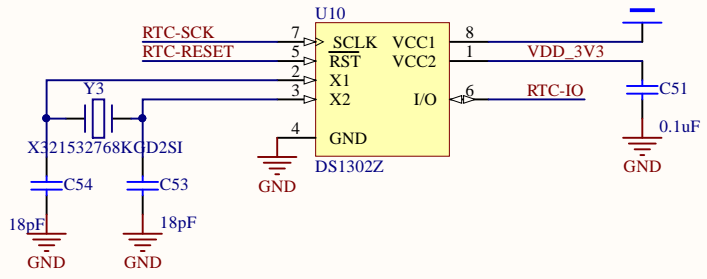 U10
RTC-SCK 7 SCLK VCC1 8
RTC-RESET 5 RST VCC2 1 VDD_3V3
2 X1
Y3 3 X2 I/O 6 RTC-IO C51
X321532768KGD2SI 4 GND 0.1uF
GND DS1302Z GND
C54 C53
18pF 18pF
GND GND